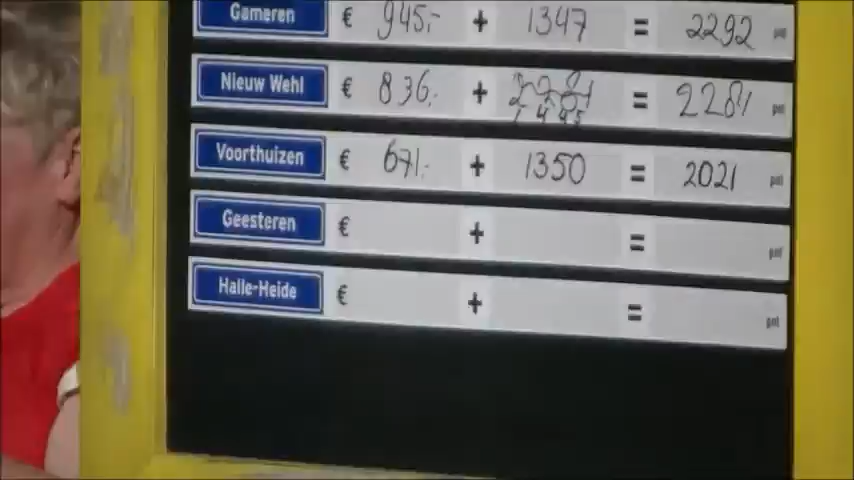 Gameren € 945,- + 1347 = 2292 pnt
Nieuw Wehl € 836,- + 1445 = 2281 pnt
Voorthuizen € 671,- + 1350 = 2021 pnt
Geesteren € + = pnt
Halle-Heide € + = pnt